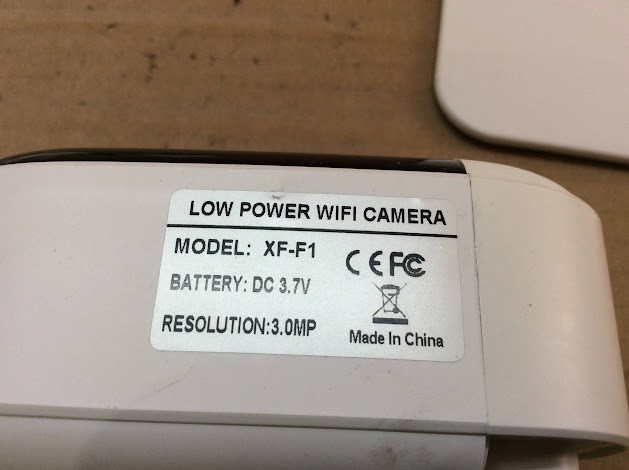 LOW POWER WIFI CAMERA
MODEL: XF-F1
CE FC
BATTERY: DC 3.7V
RESOLUTION:3.0MP
Made In China